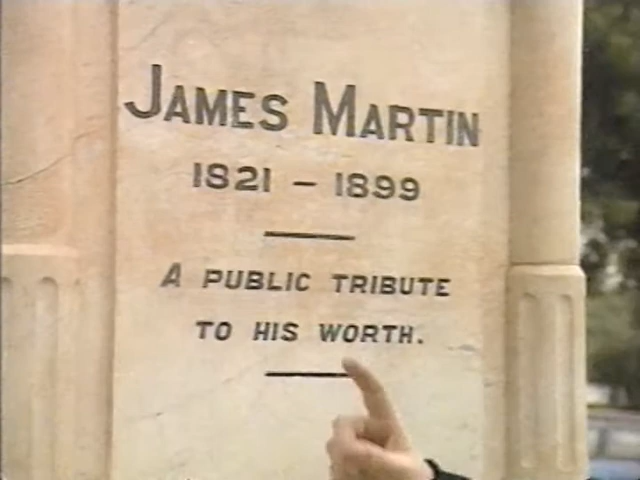 James Martin
1821 – 1899
A PUBLIC TRIBUTE
TO HIS WORTH.